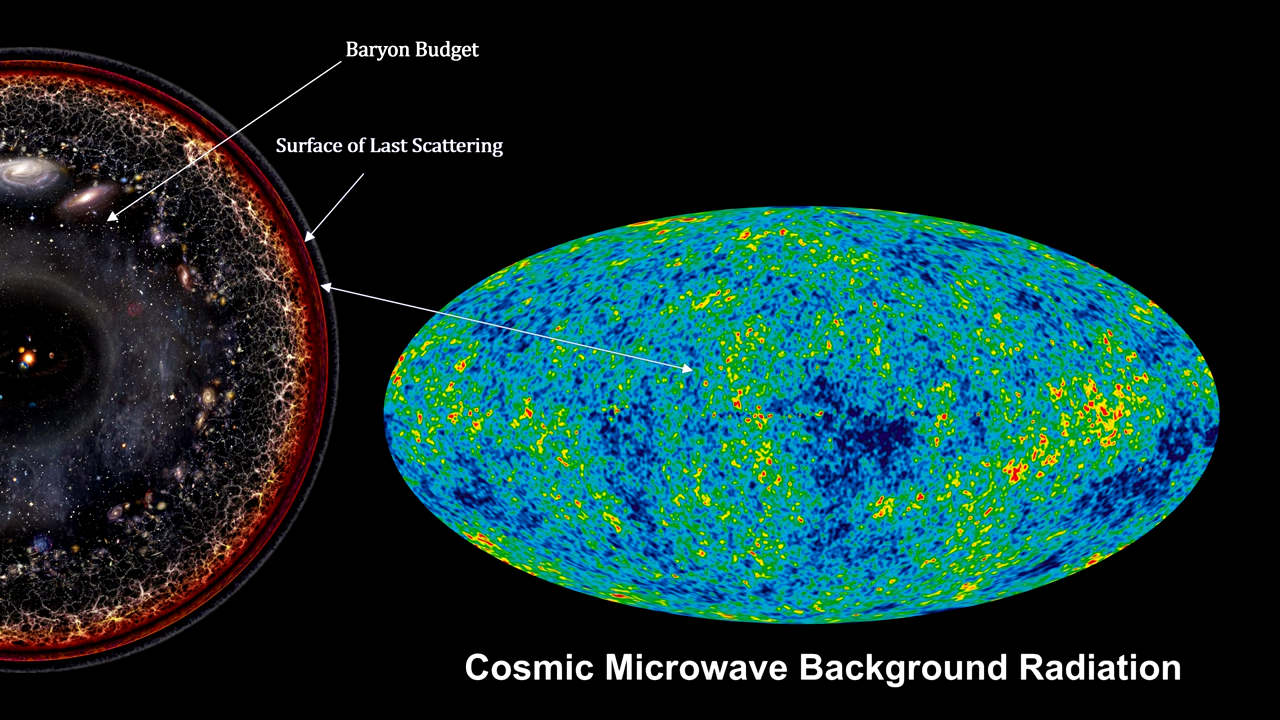 Baryon Budget
Surface of Last Scattering
Cosmic Microwave Background Radiation